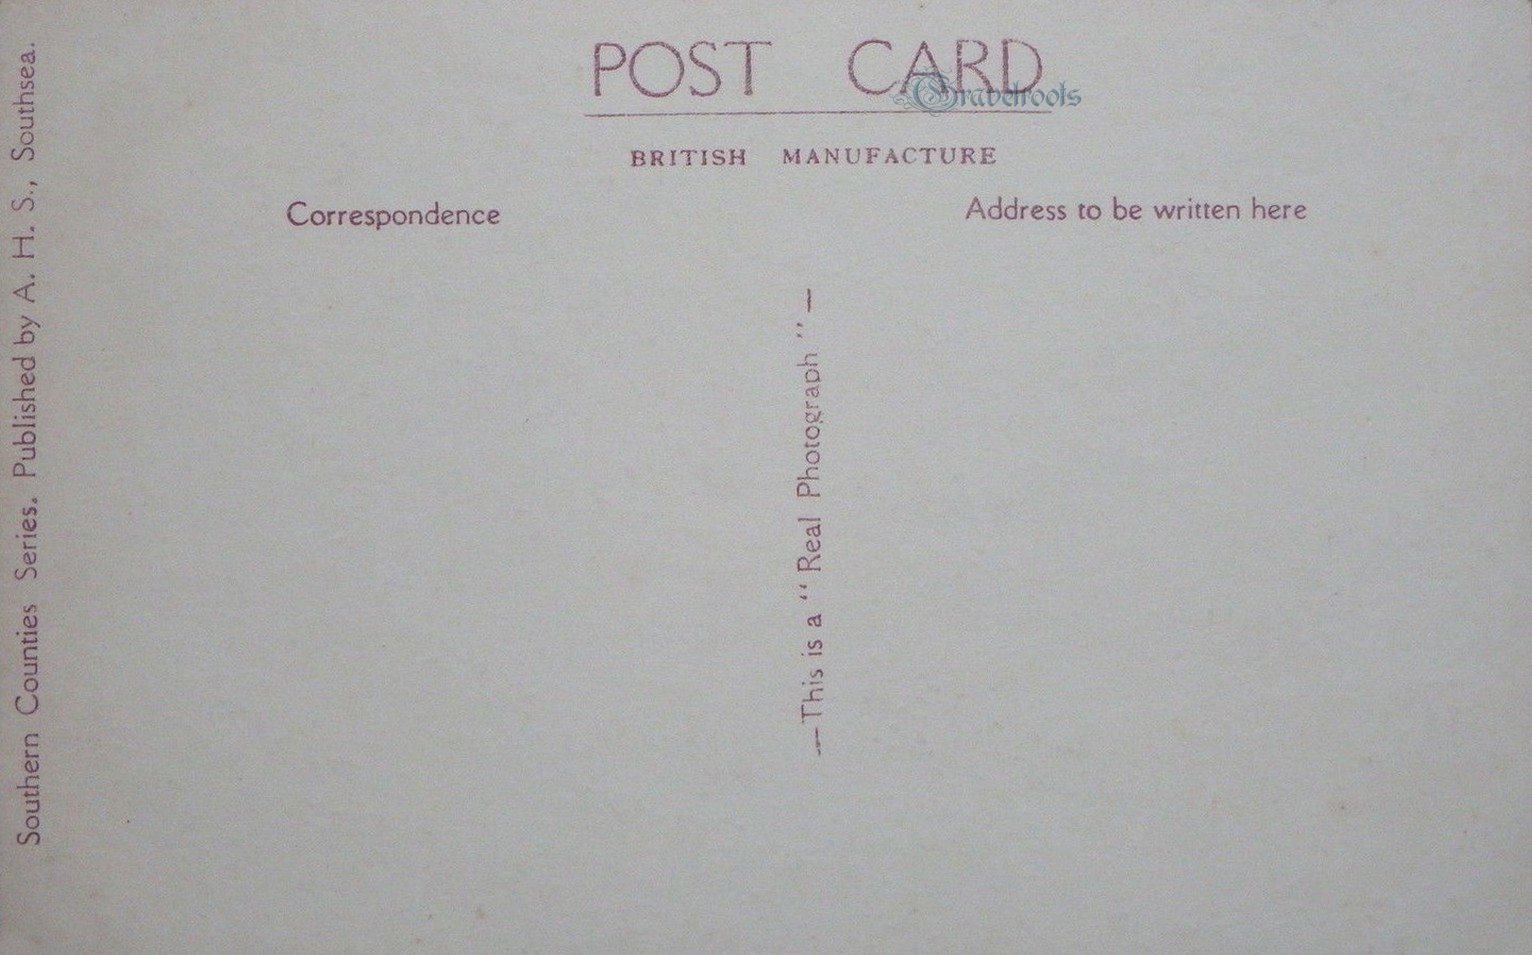 POST CARD
Gravelroots
BRITISH MANUFACTURE
Correspondence
Address to be written here
—This is a "Real Photograph"—
Southern Counties Series. Published by A. H. S., Southsea.